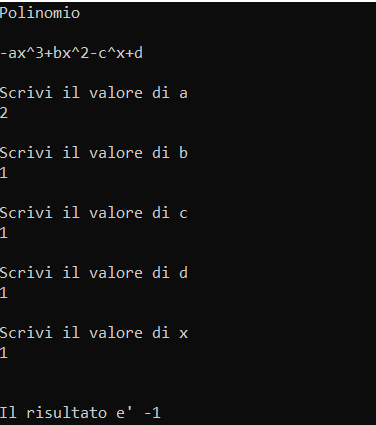 Polinomio
-ax^3+bx^2-c^x+d
Scrivi il valore di a
2
Scrivi il valore di b
1
Scrivi il valore di c
1
Scrivi il valore di d
1
Scrivi il valore di x
1
Il risultato e' -1